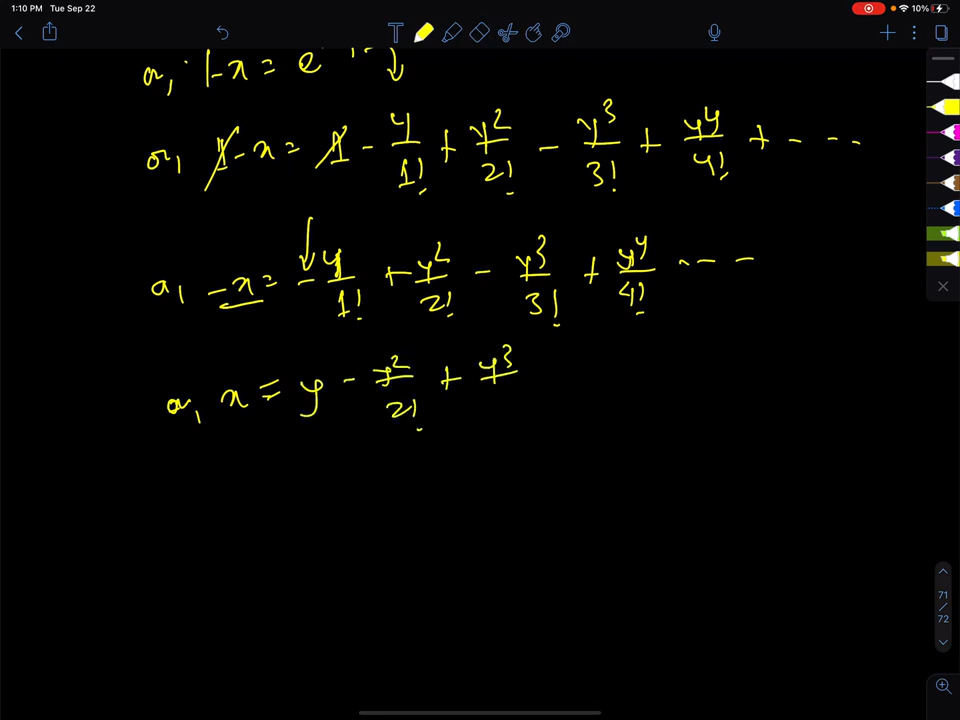 1:10 PM Tue Sep 22
10%
or, 1-x = e
or, 1-x = 1 - y/1! + y²/2! - y³/3! + y⁴/4! + - - -
or, -x = - y/1! + y²/2! - y³/3! + y⁴/4! - - -
or, x = y - y²/2! + y³
71
/
72